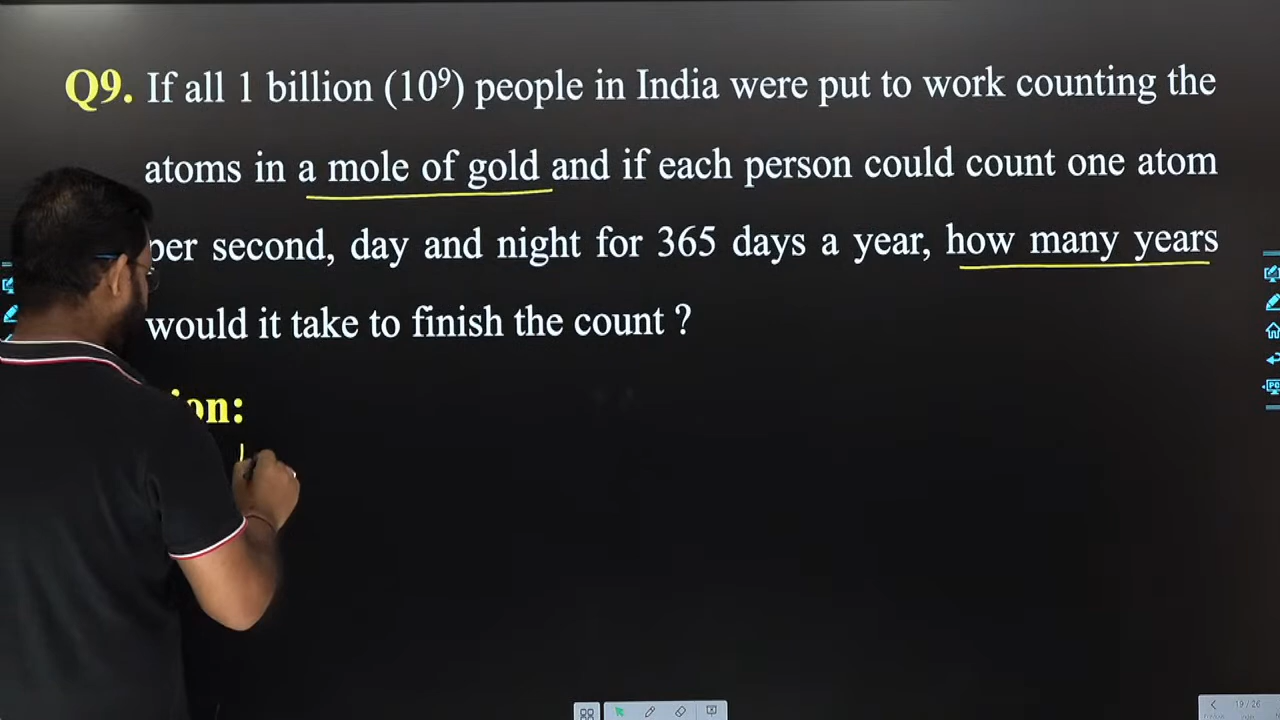 Q9. If all 1 billion (10⁹) people in India were put to work counting the
atoms in a mole of gold and if each person could count one atom
per second, day and night for 365 days a year, how many years
would it take to finish the count ?
19 / 26